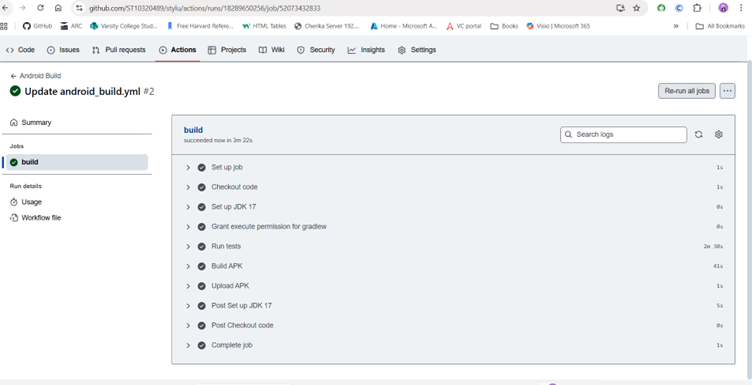 github.com/ST10320489/stylu/actions/runs/18289650256/job/52073432833
GitHub ARC Varsity College Stud... Free Harvard Refere... HTML Tables Cherika Server 192.... Home - Microsoft A... VC portal Books Visio | Microsoft 365 » All Bookmarks
Code Issues Pull requests Actions Projects Wiki Security Insights Settings
← Android Build
Update android_build.yml #2
Re-run all jobs ...
Summary
Jobs
build
Run details
Usage
Workflow file
build
succeeded now in 3m 22s
Search logs
Set up job 1s
Checkout code 1s
Set up JDK 17 0s
Grant execute permission for gradlew 0s
Run tests 2m 30s
Build APK 41s
Upload APK 1s
Post Set up JDK 17 5s
Post Checkout code 0s
Complete job 1s